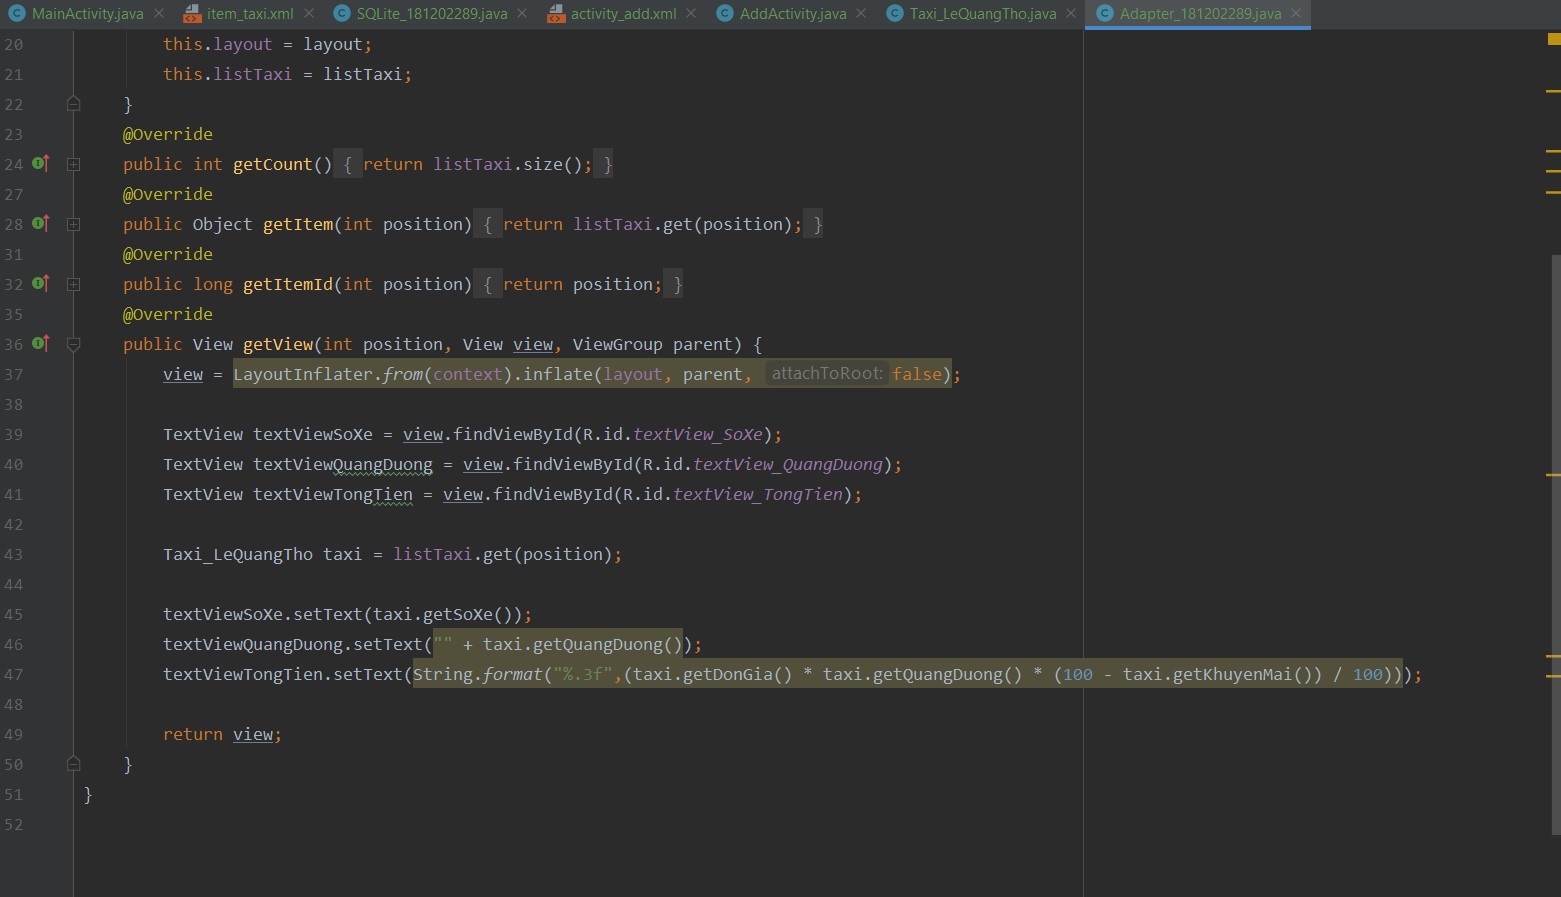 MainActivity.java item_taxi.xml SQLite_181202289.java activity_add.xml AddActivity.java Taxi_LeQuangTho.java Adapter_181202289.java
20 this.layout = layout;
21 this.listTaxi = listTaxi;
22 }
23 @Override
24 public int getCount() { return listTaxi.size(); }
27 @Override
28 public Object getItem(int position) { return listTaxi.get(position); }
31 @Override
32 public long getItemId(int position) { return position; }
35 @Override
36 public View getView(int position, View view, ViewGroup parent) {
37 view = LayoutInflater.from(context).inflate(layout, parent, attachToRoot: false);
38
39 TextView textViewSoXe = view.findViewById(R.id.textView_SoXe);
40 TextView textViewQuangDuong = view.findViewById(R.id.textView_QuangDuong);
41 TextView textViewTongTien = view.findViewById(R.id.textView_TongTien);
42
43 Taxi_LeQuangTho taxi = listTaxi.get(position);
44
45 textViewSoXe.setText(taxi.getSoXe());
46 textViewQuangDuong.setText("" + taxi.getQuangDuong());
47 textViewTongTien.setText(String.format("%.3f",(taxi.getDonGia() * taxi.getQuangDuong() * (100 - taxi.getKhuyenMai()) / 100)));
48
49 return view;
50 }
51 }
52